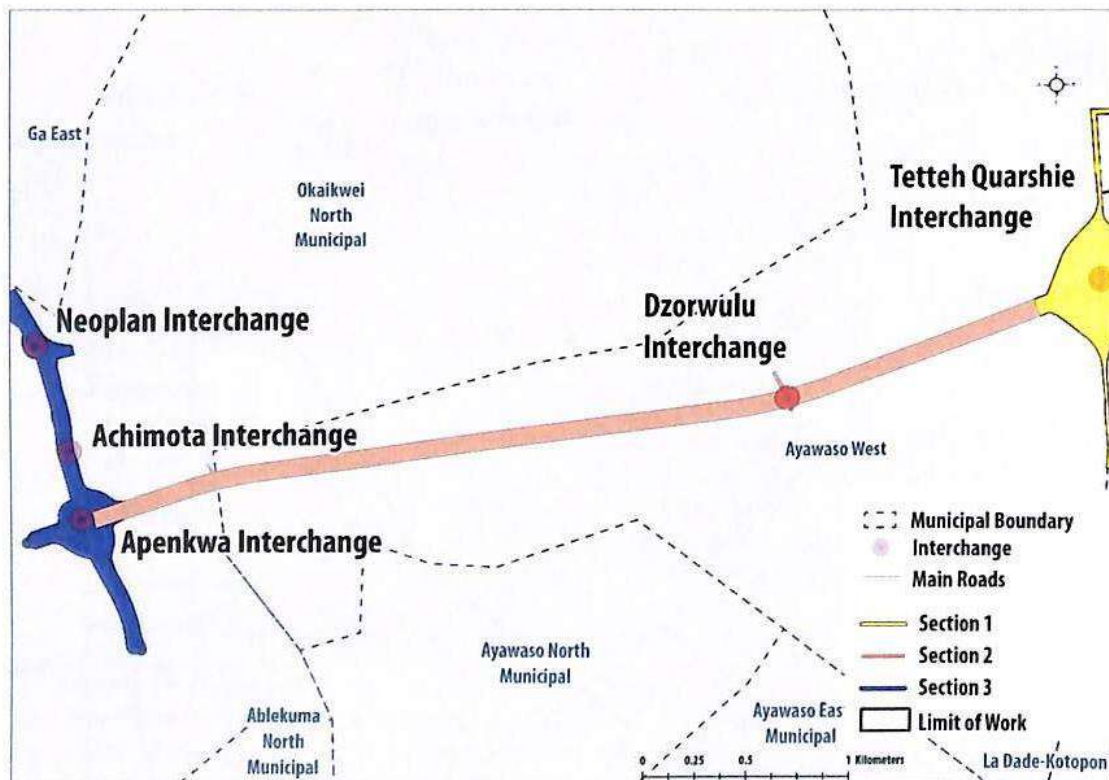 Ga East
Okaikwei
North
Municipal
Tetteh Quarshie
Interchange
Neoplan Interchange
Dzorwulu
Interchange
Achimota Interchange
Ayawaso West
Apenkwa Interchange
Municipal Boundary
Interchange
Main Roads
Section 1
Section 2
Section 3
Limit of Work
Ayawaso North
Municipal
Ablekuma
North
Municipal
Ayawaso Eas
Municipal
La Dade-Kotopon
0 0.25 0.5 1 Kilometers